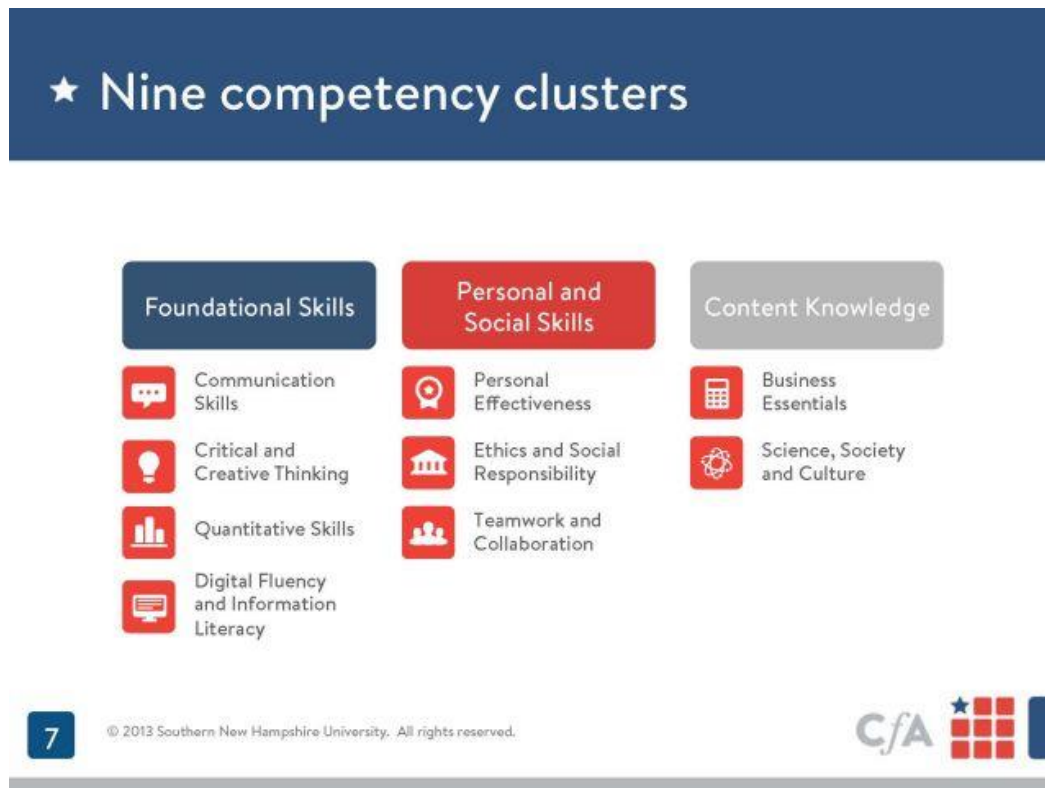 Nine competency clusters
Foundational Skills
Communication
Skills
Critical and
Creative Thinking
Quantitative Skills
Digital Fluency
and Information
Literacy
Personal and
Social Skills
Personal
Effectiveness
Ethics and Social
Responsibility
Teamwork and
Collaboration
Content Knowledge
Business
Essentials
Science, Society
and Culture
7
© 2013 Southern New Hampshire University. All rights reserved.
CfA